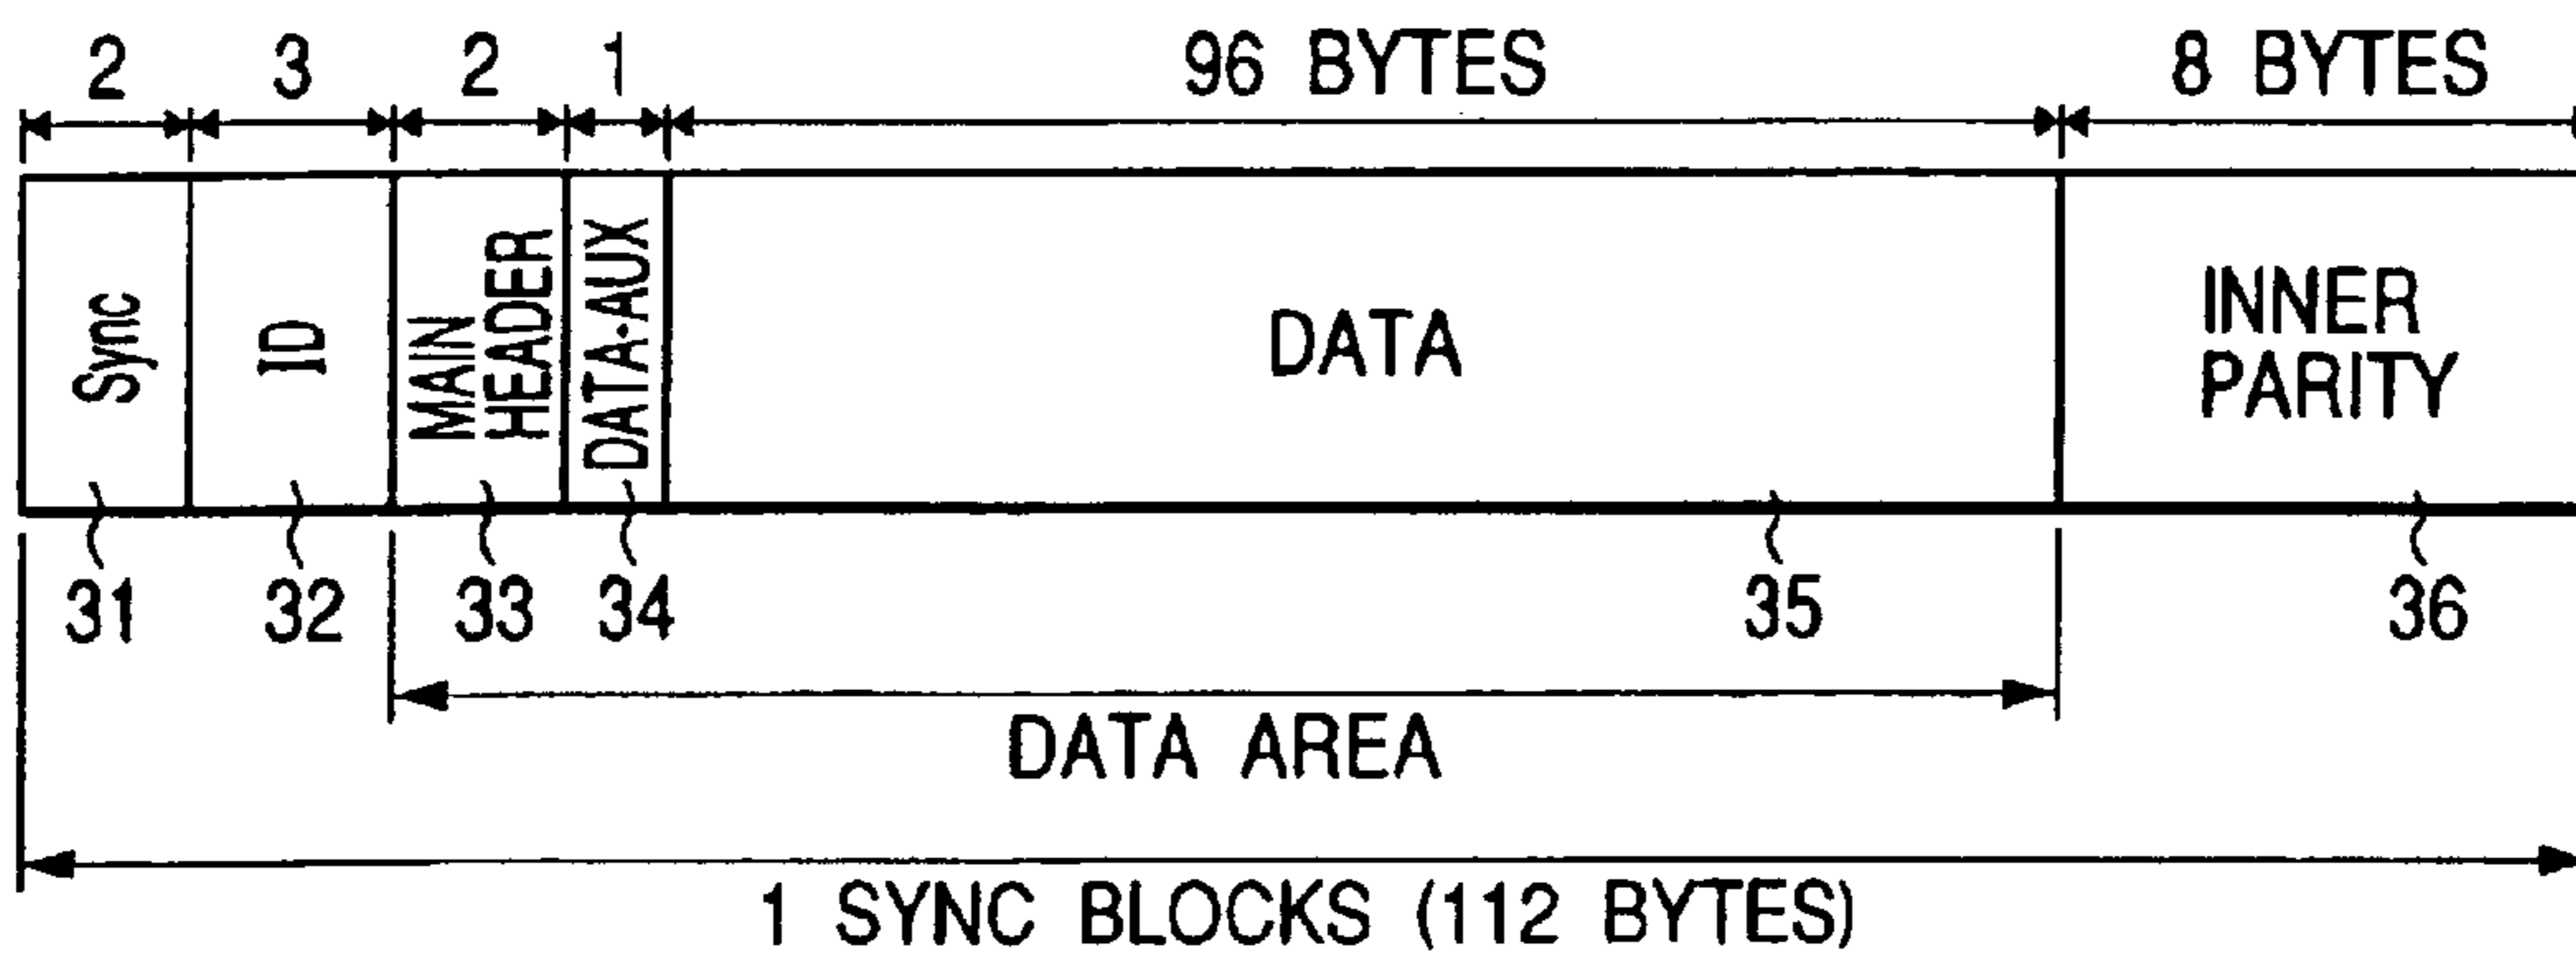 2 3 2 1 96 BYTES 8 BYTES
Sync
ID
MAIN
HEADER
DATA-AUX
DATA
INNER
PARITY
31 32 33 34 35 36
DATA AREA
1 SYNC BLOCKS (112 BYTES)